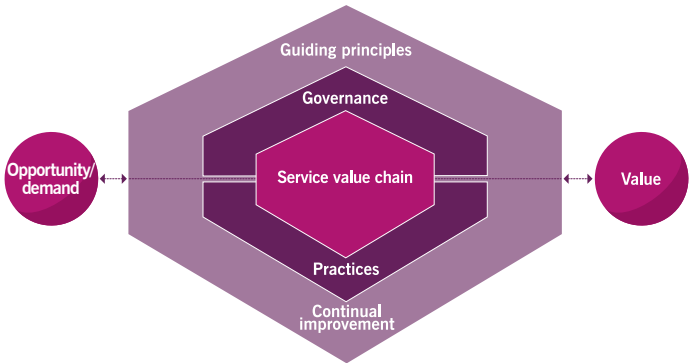 Guiding principles
Governance
Opportunity/
demand
Service value chain
Value
Practices
Continual
improvement